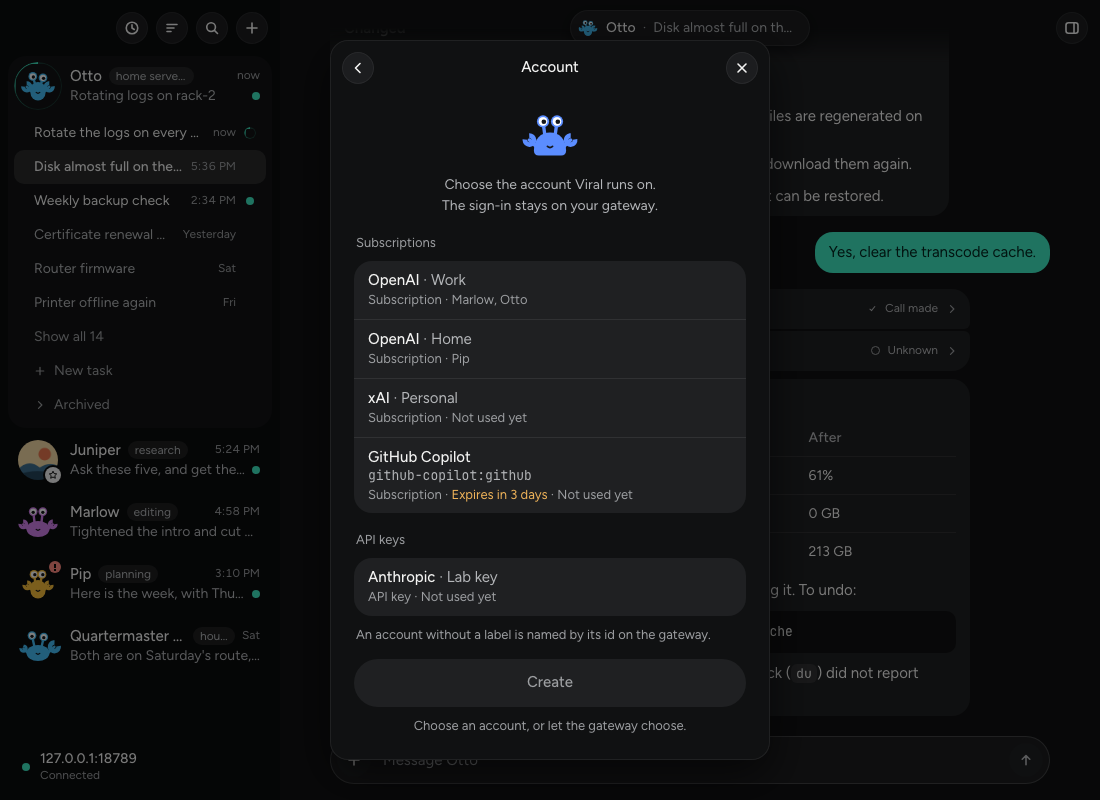 Otto · Disk almost full on th…
Otto home serve… now
Rotating logs on rack-2
Rotate the logs on every … now
Disk almost full on the… 5:36 PM
Weekly backup check 2:34 PM
Certificate renewal … Yesterday
Router firmware Sat
Printer offline again Fri
Show all 14
New task
Archived
Juniper research 5:24 PM
Ask these five, and get the…
Marlow editing 4:58 PM
Tightened the intro and cut …
Pip planning 3:10 PM
Here is the week, with Thu…
Quartermaster … hou… Sat
Both are on Saturday's route,…
127.0.0.1:18789
Connected
Account
Choose the account Viral runs on.
The sign-in stays on your gateway.
Subscriptions
OpenAI · Work
Subscription · Marlow, Otto
OpenAI · Home
Subscription · Pip
xAI · Personal
Subscription · Not used yet
GitHub Copilot
github-copilot:github
Subscription · Expires in 3 days · Not used yet
API keys
Anthropic · Lab key
API key · Not used yet
An account without a label is named by its id on the gateway.
Create
Choose an account, or let the gateway choose.
are regenerated on
download them again.
can be restored.
Yes, clear the transcode cache.
Call made
Unknown
After
61%
0 GB
213 GB
it. To undo:
( du ) did not report
Message Otto